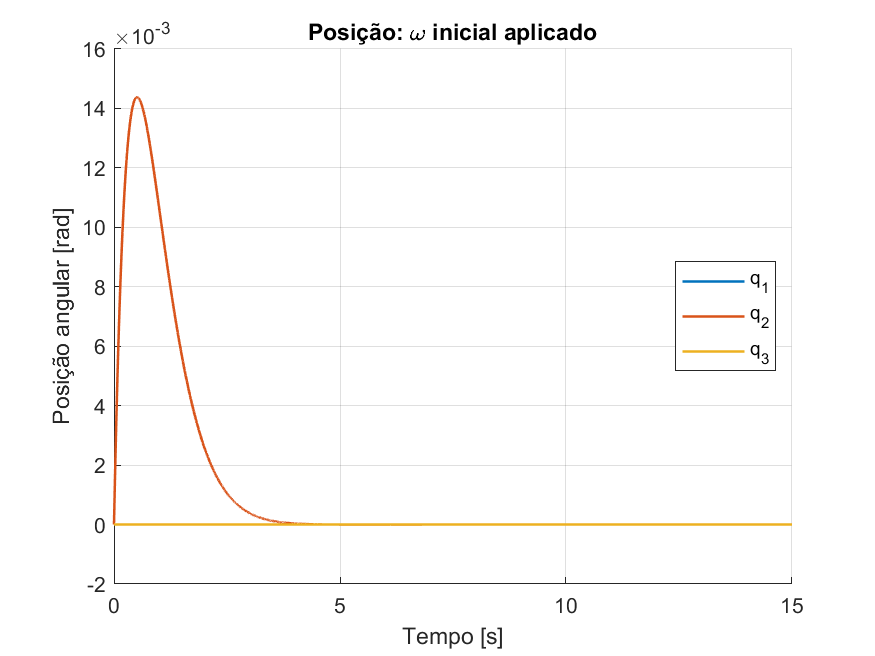 Posição: ω inicial aplicado
×10⁻³
16
14
12
10
8
6
4
2
0
-2
0 5 10 15
Posição angular [rad]
Tempo [s]
q₁
q₂
q₃